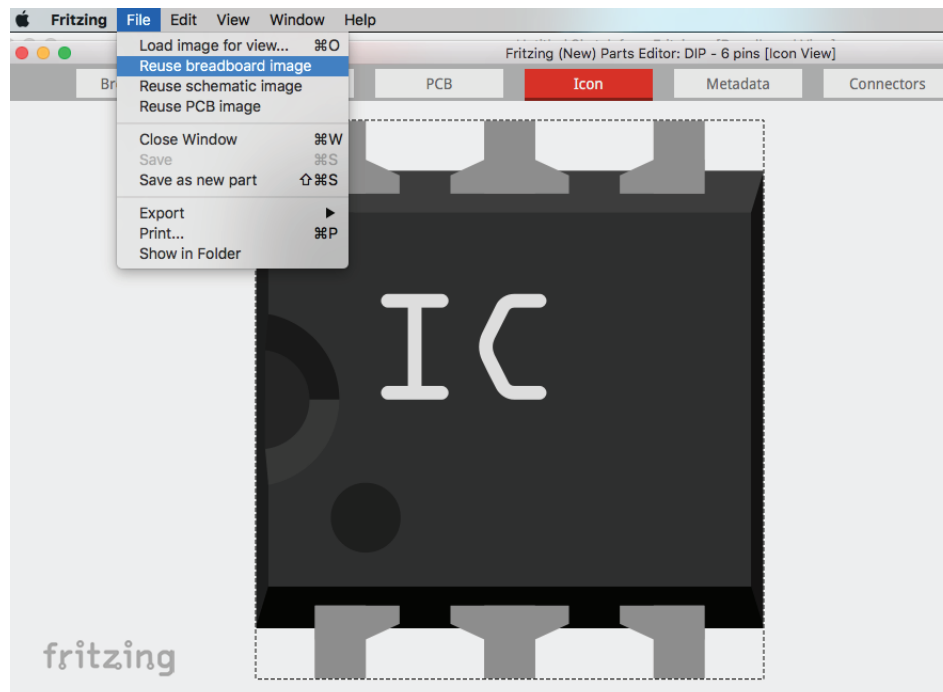 Fritzing File Edit View Window Help
Fritzing (New) Parts Editor: DIP - 6 pins [Icon View]
Br PCB Icon Metadata Connectors
Load image for view... ⌘O
Reuse breadboard image
Reuse schematic image
Reuse PCB image
Close Window ⌘W
Save ⌘S
Save as new part ⇧⌘S
Export ▶
Print... ⌘P
Show in Folder
IC
fritzing